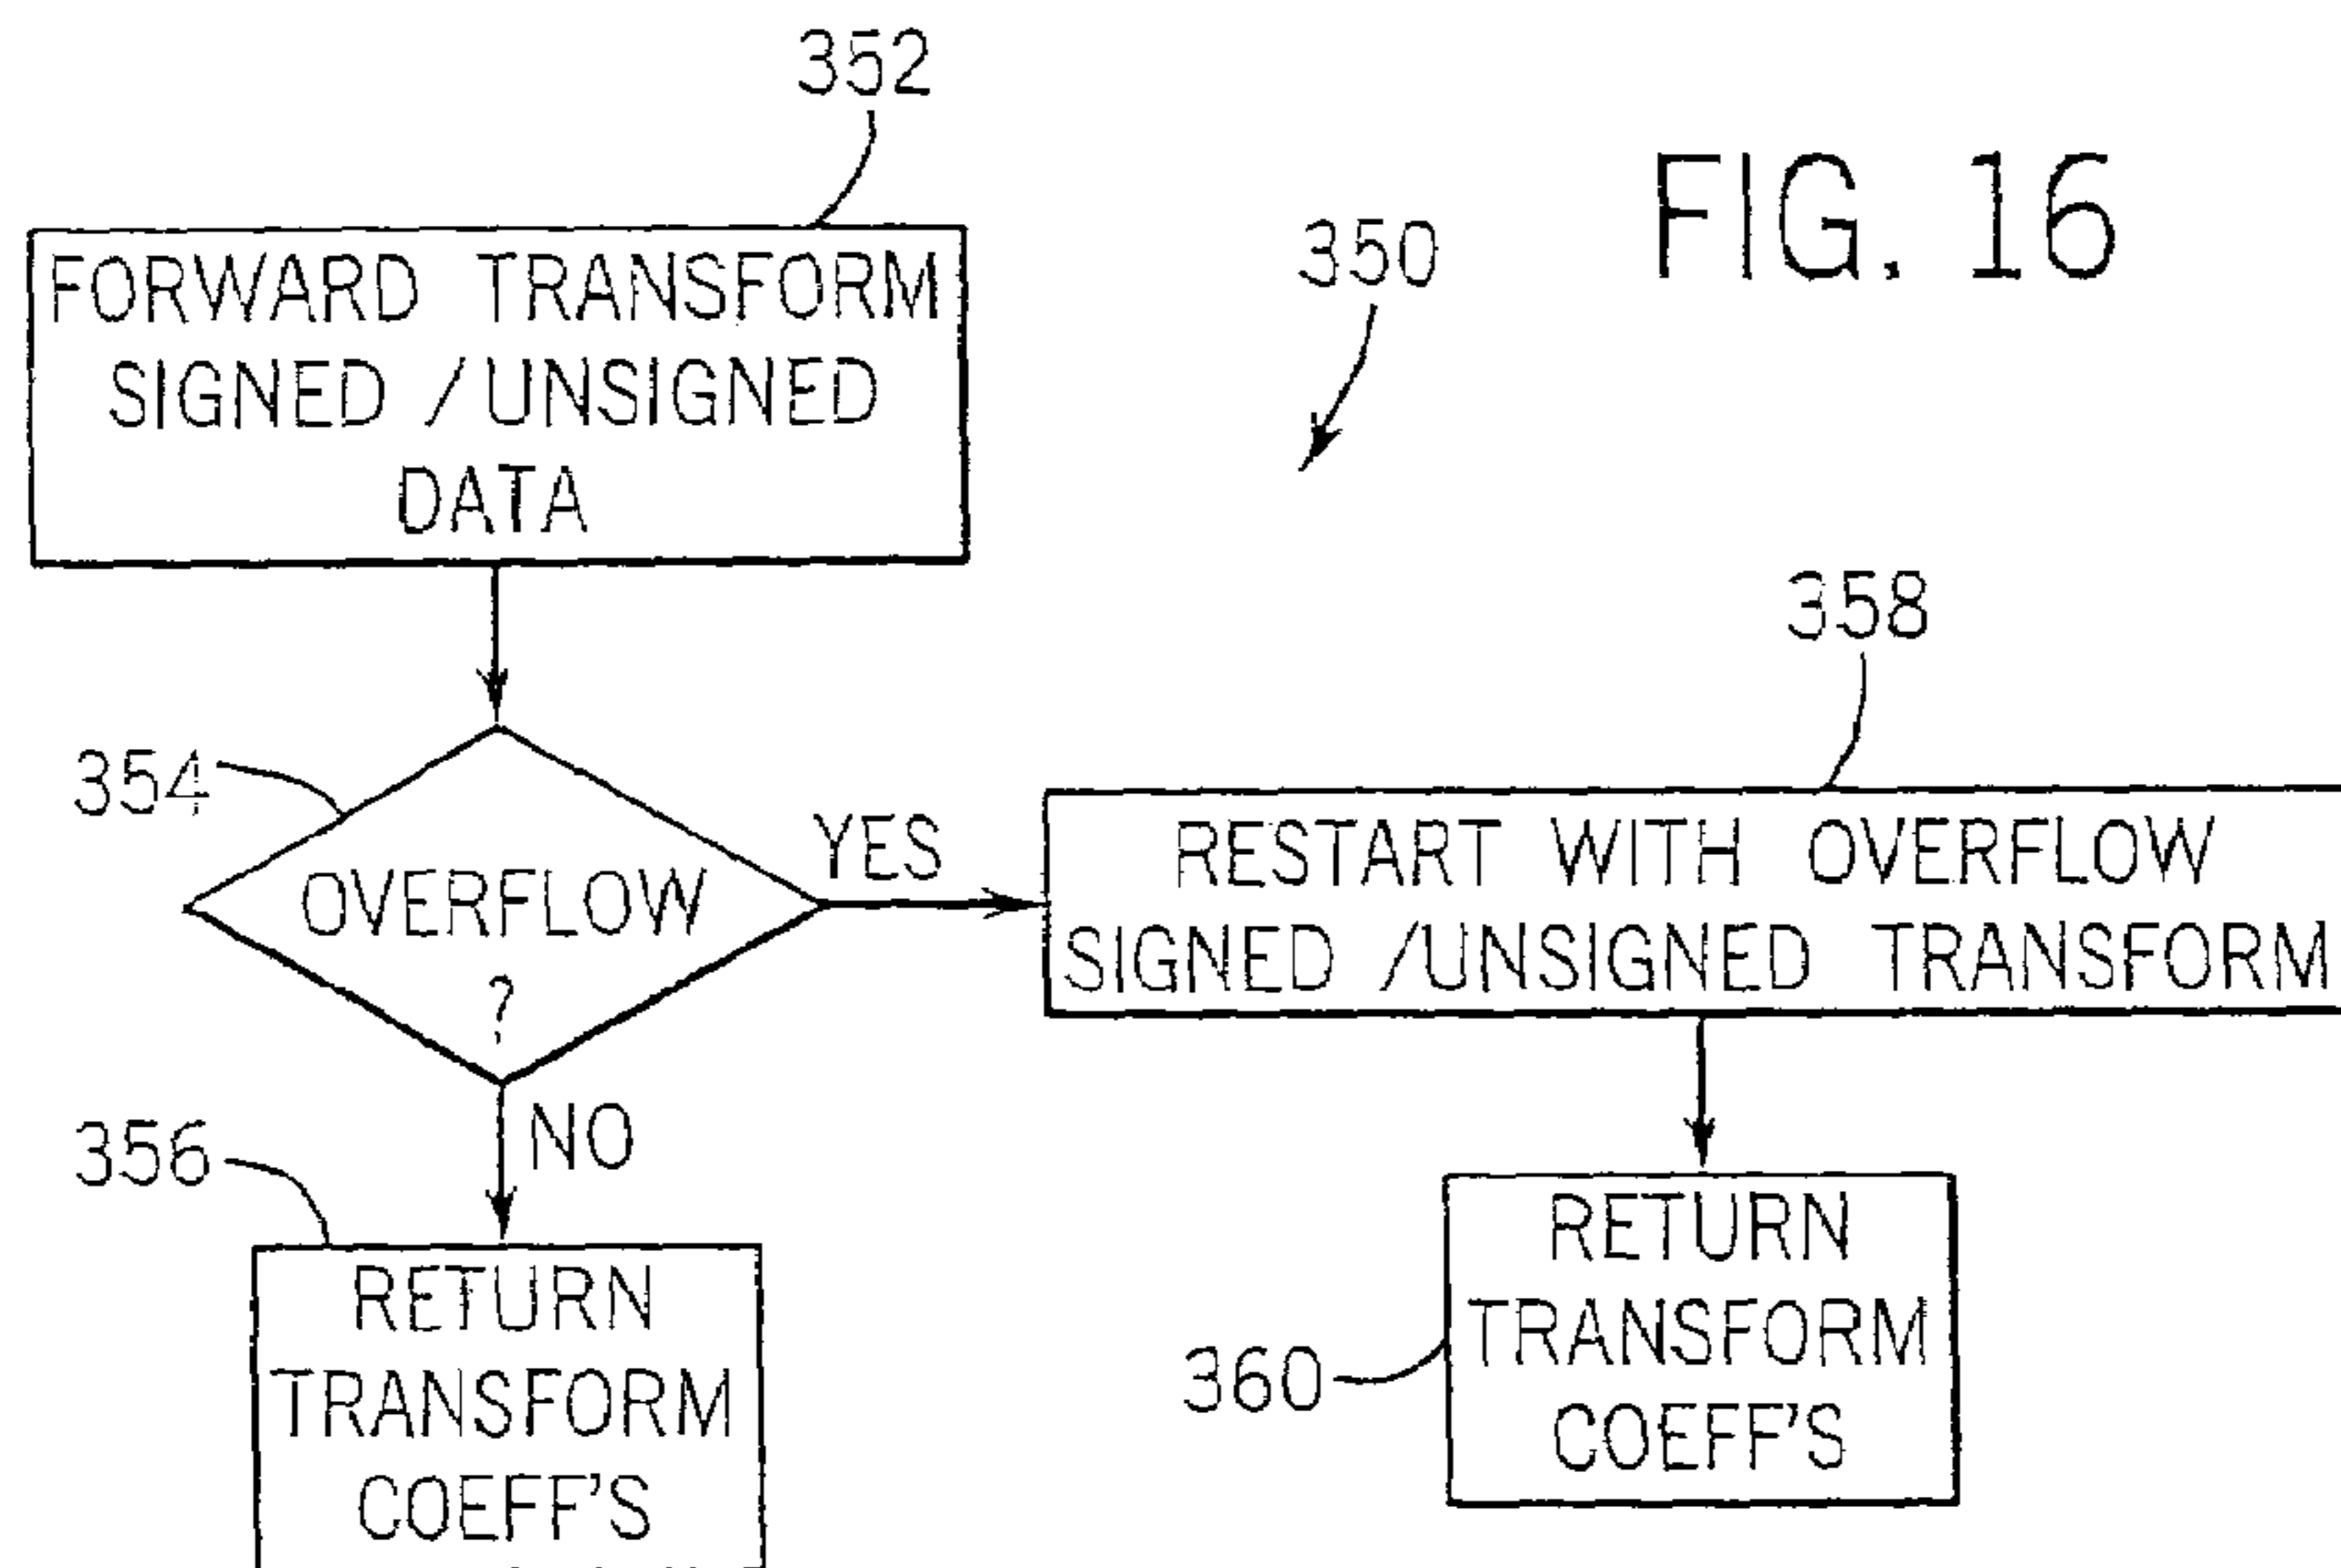 352
FIG. 16
350
FORWARD TRANSFORM
SIGNED /UNSIGNED
DATA
358
354
OVERFLOW
?
YES
RESTART WITH OVERFLOW
SIGNED /UNSIGNED TRANSFORM
NO
356
RETURN
TRANSFORM
COEFF'S
360
RETURN
TRANSFORM
COEFF'S